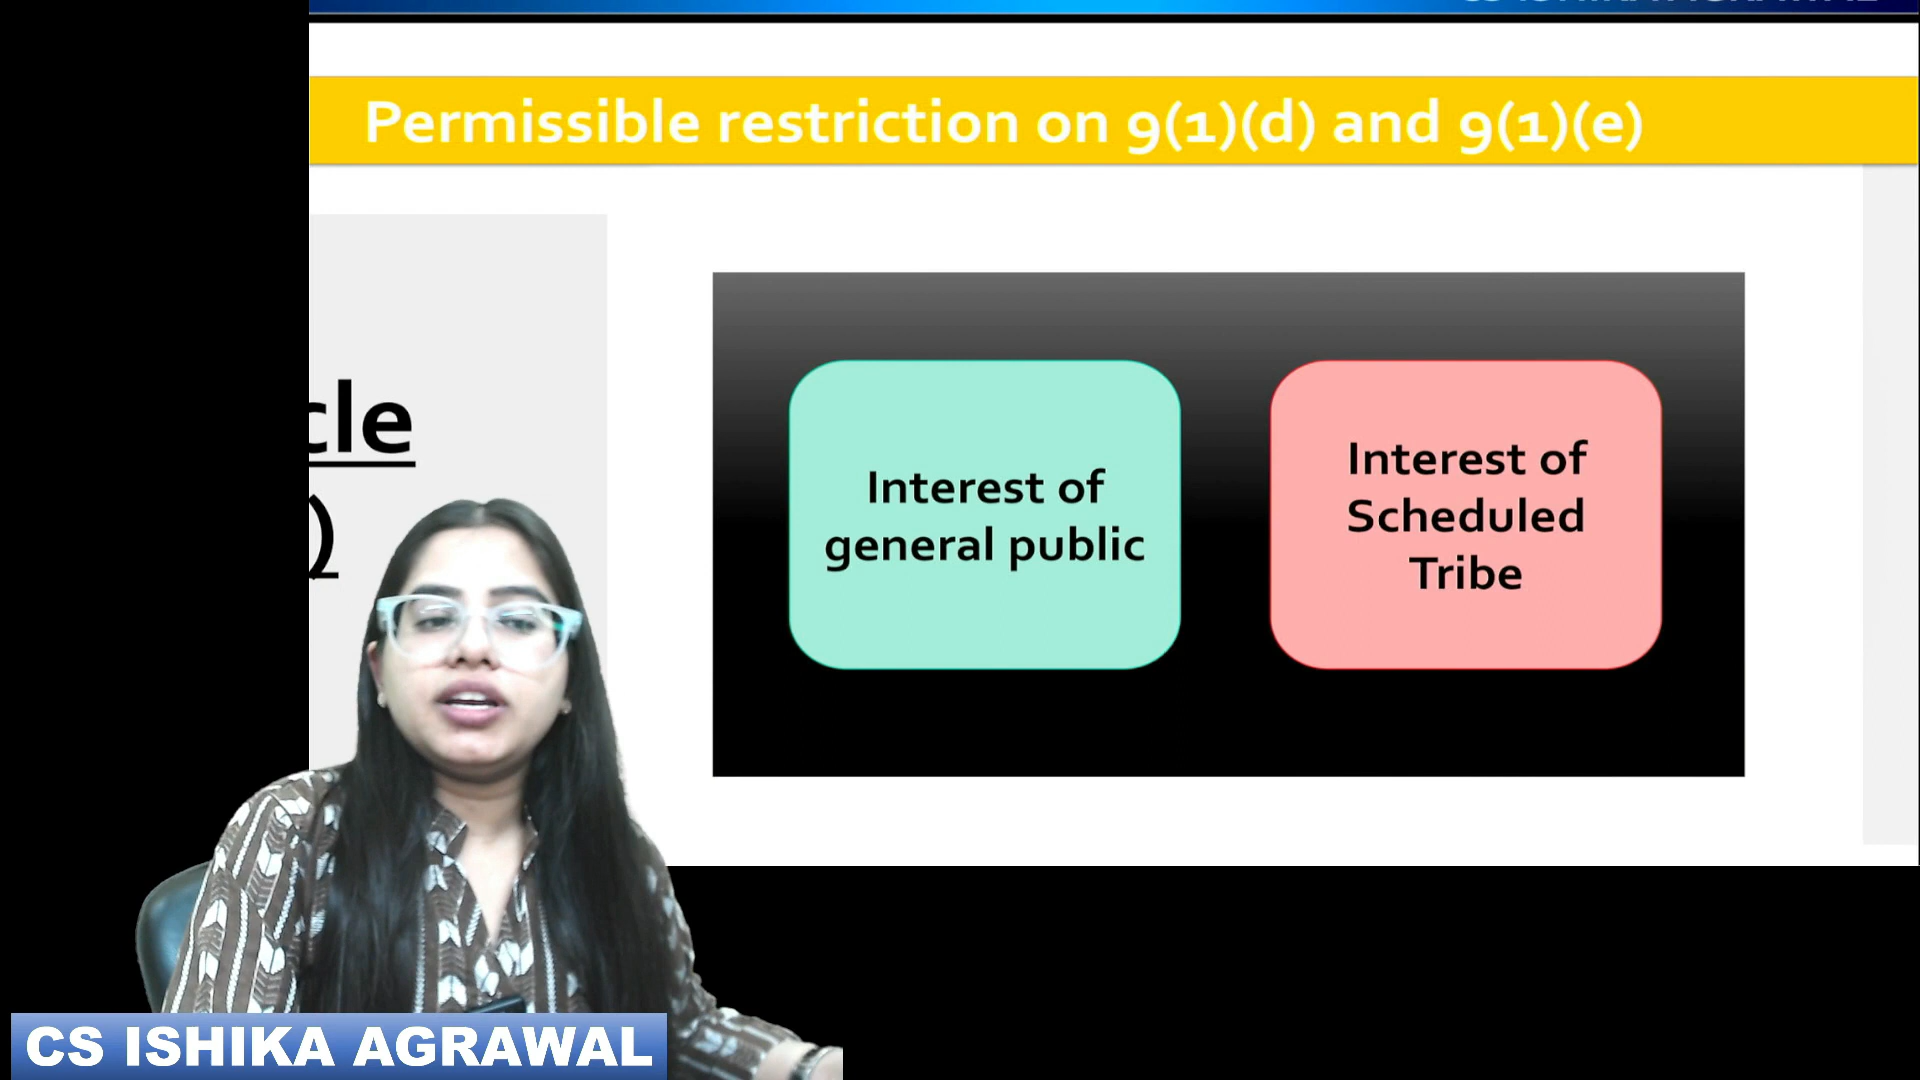 Permissible restriction on 9(1)(d) and 9(1)(e)
cle
)
Interest of
general public
Interest of
Scheduled
Tribe
CS ISHIKA AGRAWAL